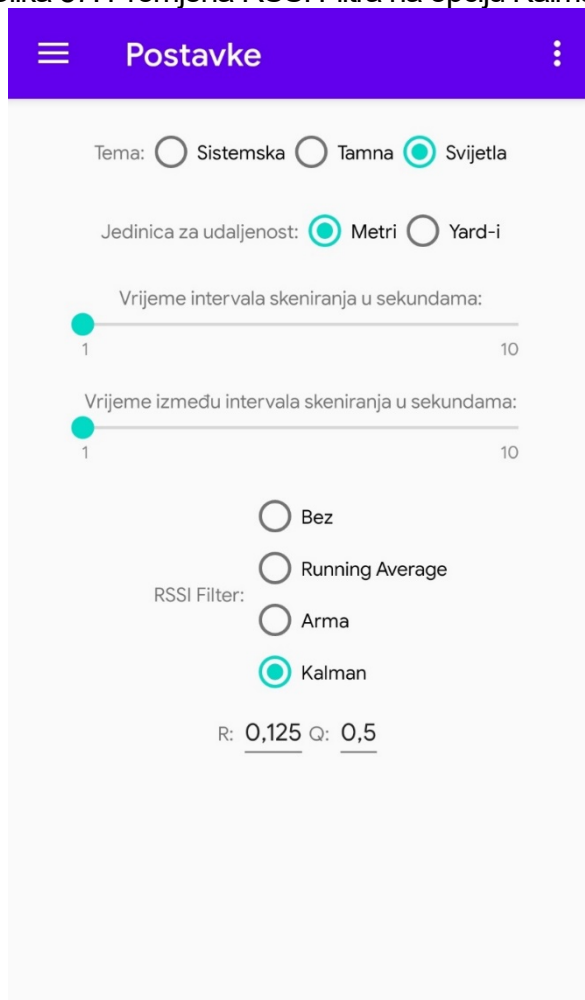 Postavke
Tema: Sistemska Tamna Svijetla
Jedinica za udaljenost: Metri Yard-i
Vrijeme intervala skeniranja u sekundama:
1 10
Vrijeme između intervala skeniranja u sekundama:
1 10
Bez
Running Average
RSSI Filter:
Arma
Kalman
R: 0,125 Q: 0,5